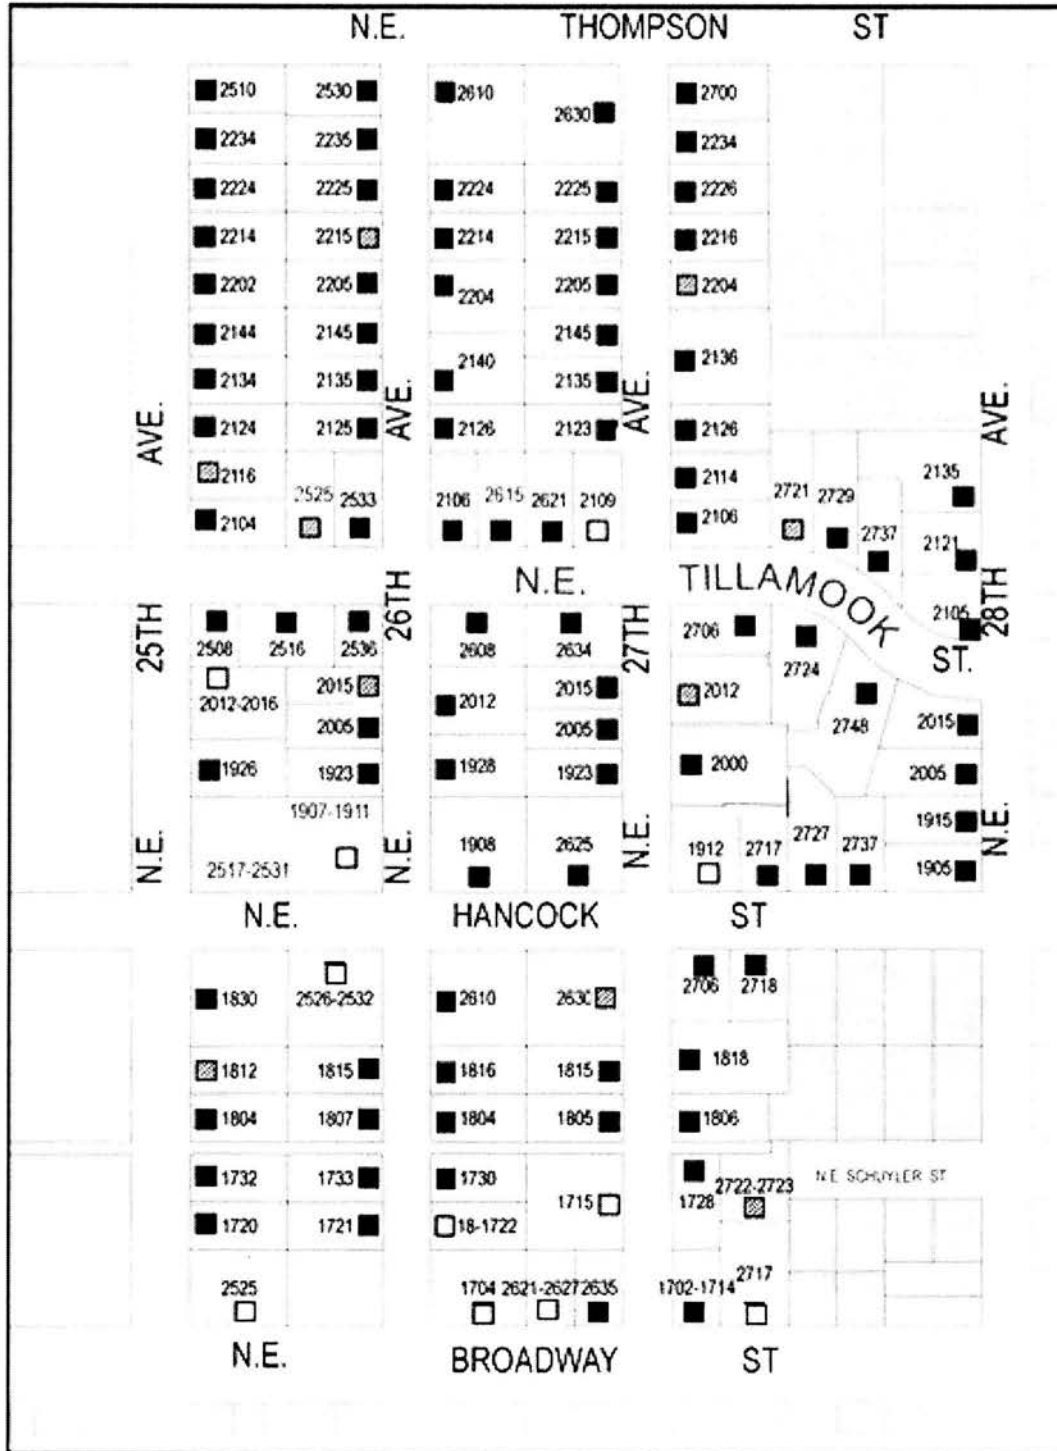 N.E. THOMPSON ST
2510 2530 2610 2630 2700
2234 2235 2234
2224 2225 2224 2225 2226
2214 2215 2214 2215 2216
2202 2205 2204 2205 2204
2144 2145 2145
2140 2136
2134 2135 2135
2124 2125 2126 2123 2126
AVE. AVE. AVE. AVE.
2116 2114
2525 2533 2106 2615 2621 2109 2721 2729 2135
2104 2106 2737 2121
2105
N.E. TILLAMOOK ST.
25TH 26TH 27TH 28TH
2508 2516 2536 2608 2634 2706 2724
2012-2016 2015 2012 2015 2012 2748 2015
2005 2005 2000 2005
1926 1923 1928 1923
1907-1911 1915
2517-2531 1908 2625 1912 2717 2727 2737 1905
N.E. N.E. N.E. N.E.
N.E. HANCOCK ST
1830 2526-2532 2610 2630 2706 2718
1812 1815 1816 1815 1818
1804 1807 1804 1805 1806
1732 1733 1730 1728 2722-2723 N.E. SCHUYLER ST
1715
1720 1721 18-1722
2525 1704 2621-2627 2635 1702-1714 2717
N.E. BROADWAY ST